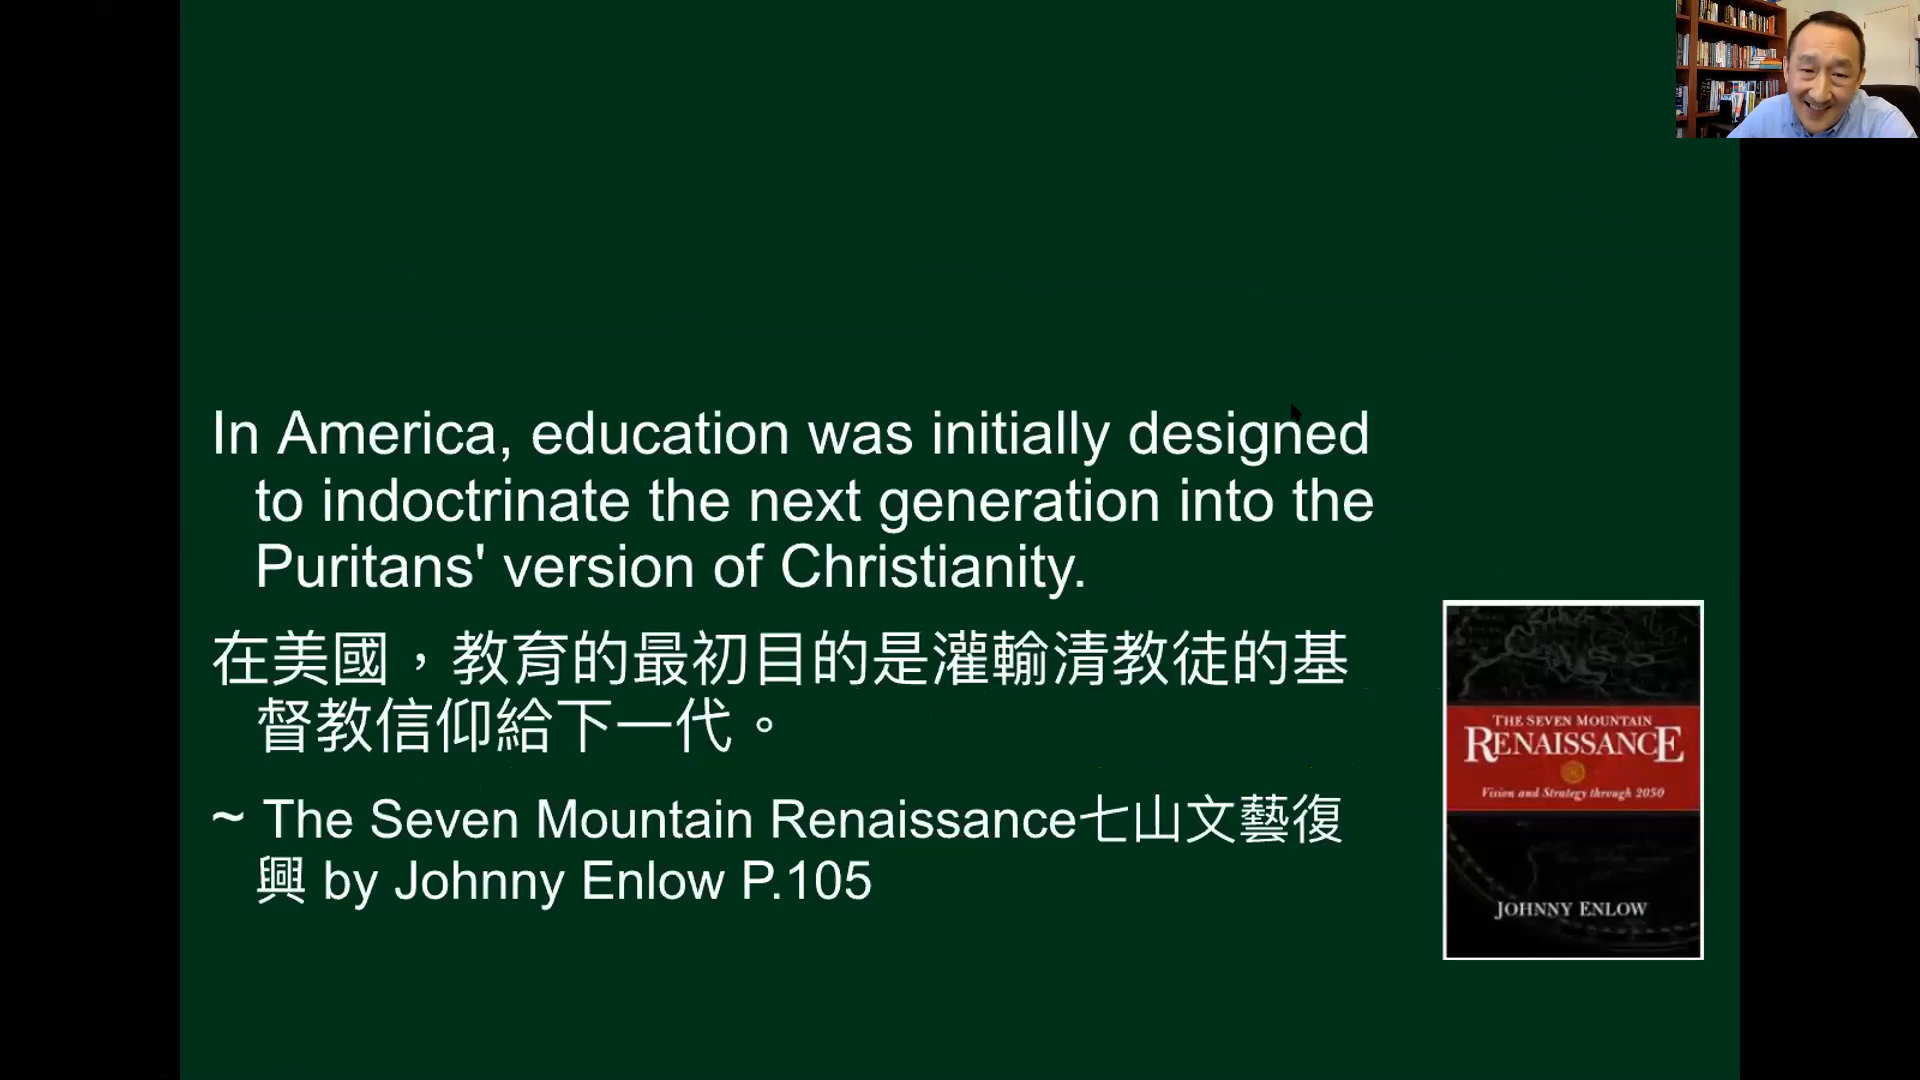 In America, education was initially designed
to indoctrinate the next generation into the
Puritans' version of Christianity.
在美國，教育的最初目的是灌輸清教徒的基
督教信仰給下一代。
~ The Seven Mountain Renaissance七山文藝復
興 by Johnny Enlow P.105
THE SEVEN MOUNTAIN
RENAISSANCE
Vision and Strategy through 2050
JOHNNY ENLOW